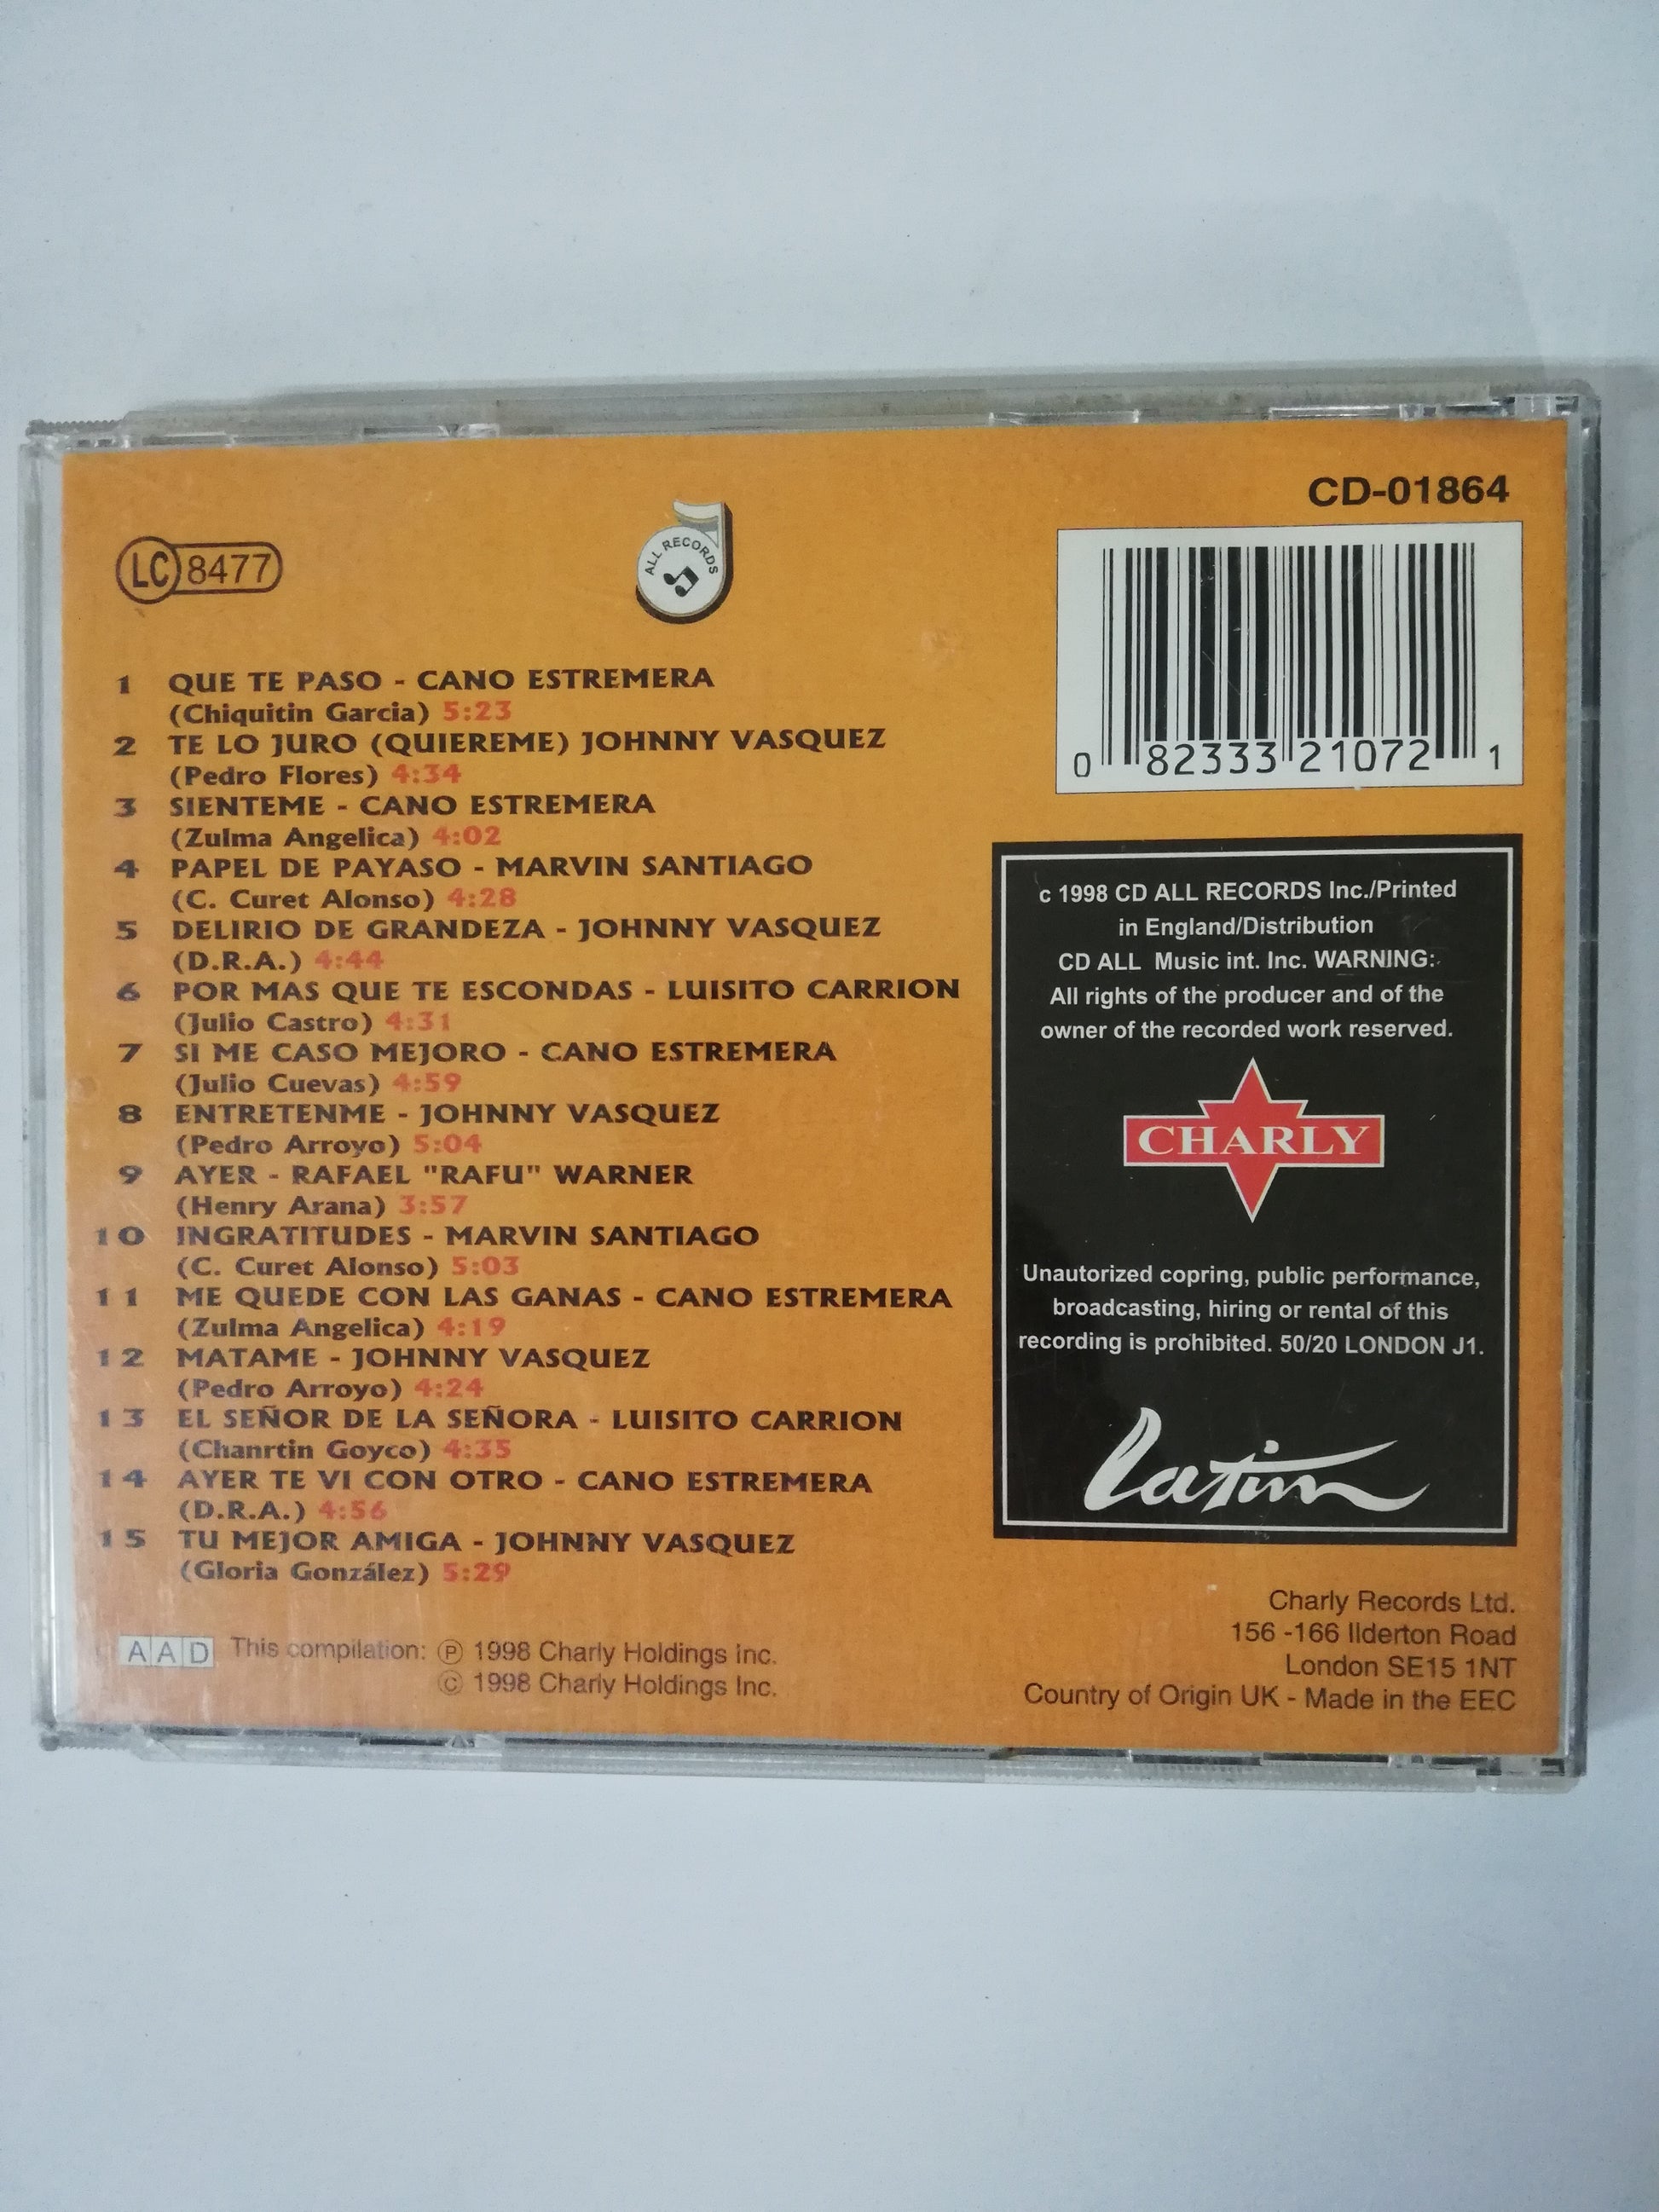 CD-01864
LC 8477
ALL RECORDS
0 82333 21072 1
1 QUE TE PASO - CANO ESTREMERA
(Chiquitin Garcia) 5:23
2 TE LO JURO (QUIEREME) JOHNNY VASQUEZ
(Pedro Flores) 4:34
3 SIENTEME - CANO ESTREMERA
(Zulma Angelica) 4:02
4 PAPEL DE PAYASO - MARVIN SANTIAGO
(C. Curet Alonso) 4:28
5 DELIRIO DE GRANDEZA - JOHNNY VASQUEZ
(D.R.A.) 4:44
6 POR MAS QUE TE ESCONDAS - LUISITO CARRION
(Julio Castro) 4:31
7 SI ME CASO MEJORO - CANO ESTREMERA
(Julio Cuevas) 4:59
8 ENTRETENME - JOHNNY VASQUEZ
(Pedro Arroyo) 5:04
9 AYER - RAFAEL "RAFU" WARNER
(Henry Arana) 3:57
10 INGRATITUDES - MARVIN SANTIAGO
(C. Curet Alonso) 5:03
11 ME QUEDE CON LAS GANAS - CANO ESTREMERA
(Zulma Angelica) 4:19
12 MATAME - JOHNNY VASQUEZ
(Pedro Arroyo) 4:24
13 EL SEÑOR DE LA SEÑORA - LUISITO CARRION
(Chanrtin Goyco) 4:35
14 AYER TE VI CON OTRO - CANO ESTREMERA
(D.R.A.) 4:56
15 TU MEJOR AMIGA - JOHNNY VASQUEZ
(Gloria González) 5:29
AAD This compilation: Ⓟ 1998 Charly Holdings Inc.
© 1998 Charly Holdings Inc.
c 1998 CD ALL RECORDS Inc./Printed
in England/Distribution
CD ALL Music int. Inc. WARNING:
All rights of the producer and of the
owner of the recorded work reserved.
CHARLY
Unautorized copring, public performance,
broadcasting, hiring or rental of this
recording is prohibited. 50/20 LONDON J1.
Latin
Charly Records Ltd.
156 -166 Ilderton Road
London SE15 1NT
Country of Origin UK - Made in the EEC